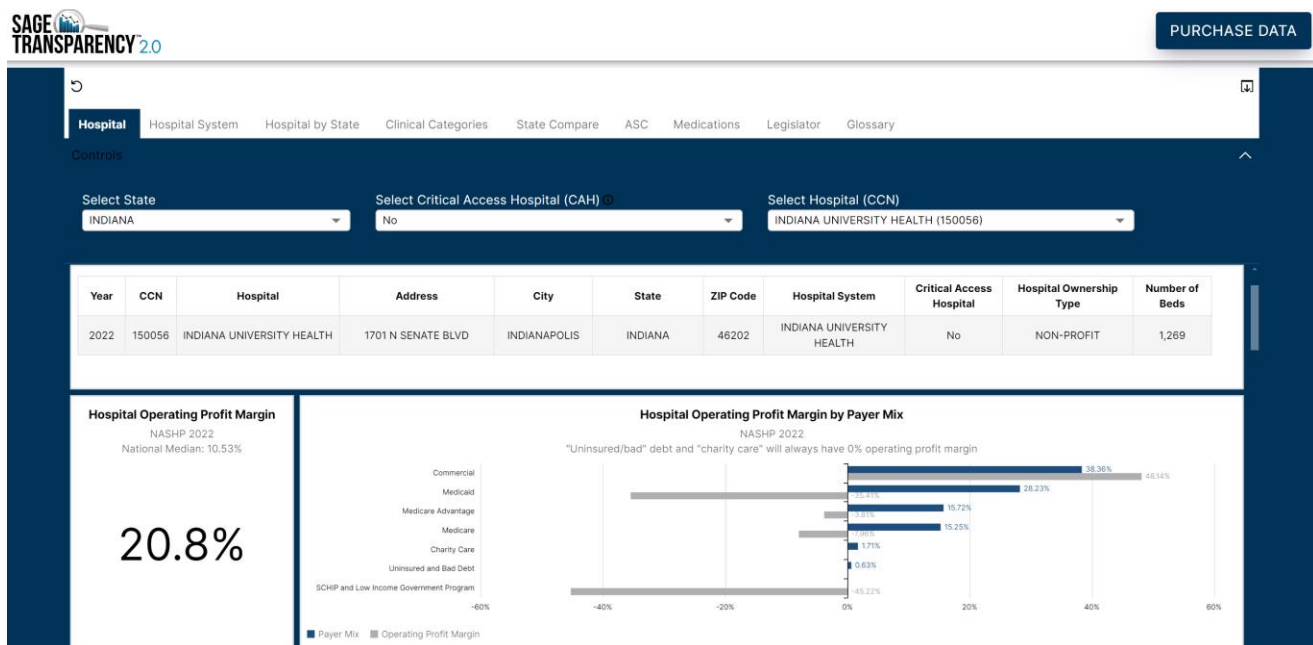 SAGE
TRANSPARENCY™ 2.0
PURCHASE DATA
Hospital Hospital System Hospital by State Clinical Categories State Compare ASC Medications Legislator Glossary
Controls
Select State Select Critical Access Hospital (CAH) Select Hospital (CCN)
INDIANA No INDIANA UNIVERSITY HEALTH (150056)
Year CCN Hospital Address City State ZIP Code Hospital System Critical Access Hospital Hospital Ownership Type Number of Beds
2022 150056 INDIANA UNIVERSITY HEALTH 1701 N SENATE BLVD INDIANAPOLIS INDIANA 46202 INDIANA UNIVERSITY HEALTH No NON-PROFIT 1,269
Hospital Operating Profit Margin
NASHP 2022
National Median: 10.53%
20.8%
Hospital Operating Profit Margin by Payer Mix
NASHP 2022
"Uninsured/bad" debt and "charity care" will always have 0% operating profit margin
Commercial 38.36% 48.14%
Medicaid 28.23% -35.41%
Medicare Advantage 15.72% -3.81%
Medicare 15.25% -7.96%
Charity Care 1.71%
Uninsured and Bad Debt 0.63%
SCHIP and Low Income Government Program -45.22%
-60% -40% -20% 0% 20% 40% 60%
Payer Mix Operating Profit Margin